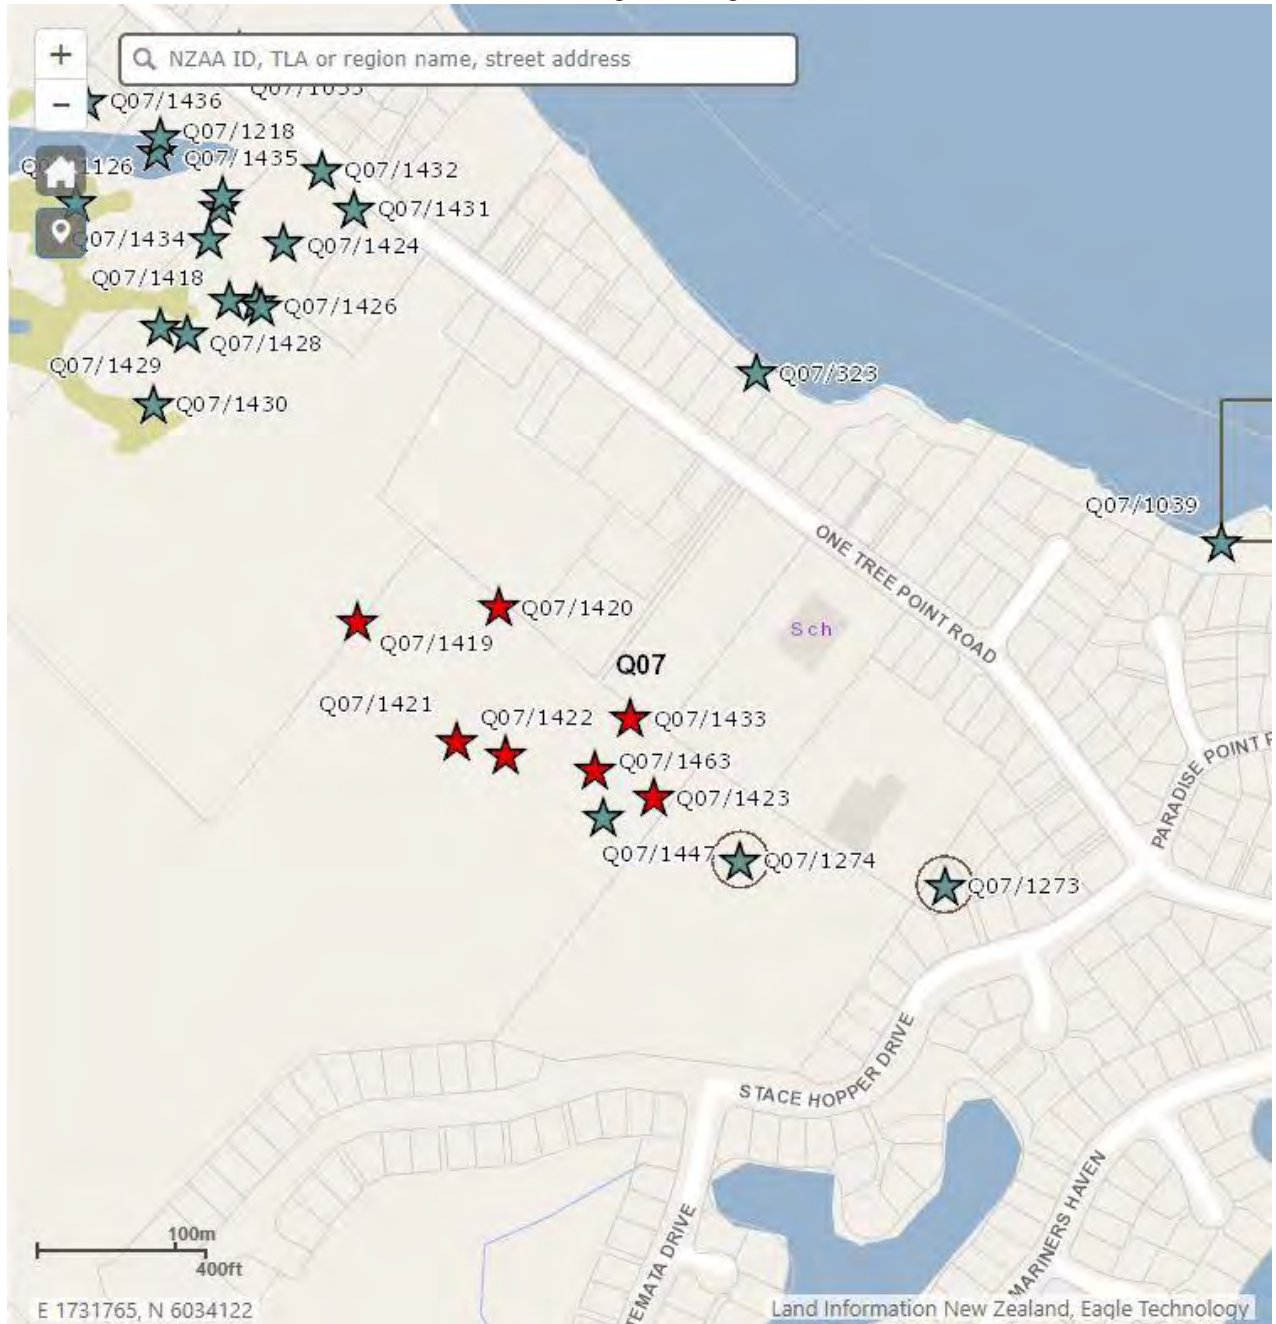 +
NZAA ID, TLA or region name, street address
−
Q07/1436
Q07/1035
Q07/1218
Q07/1435
1126
Q07/1432
Q07/1431
Q07/1434
Q07/1424
Q07/1418
Q07/1426
Q07/1428
Q07/1429
Q07/1430
Q07/323
Q07/1039
ONE TREE POINT ROAD
Q07/1420
Sch
Q07/1419
Q07
Q07/1421
Q07/1422
Q07/1433
Q07/1463
Q07/1423
PARADISE POINT R
Q07/1447
Q07/1274
Q07/1273
STACE HOPPER DRIVE
MARINERS HAVEN
TEMATA DRIVE
100m
400ft
E 1731765, N 6034122
Land Information New Zealand, Eagle Technology